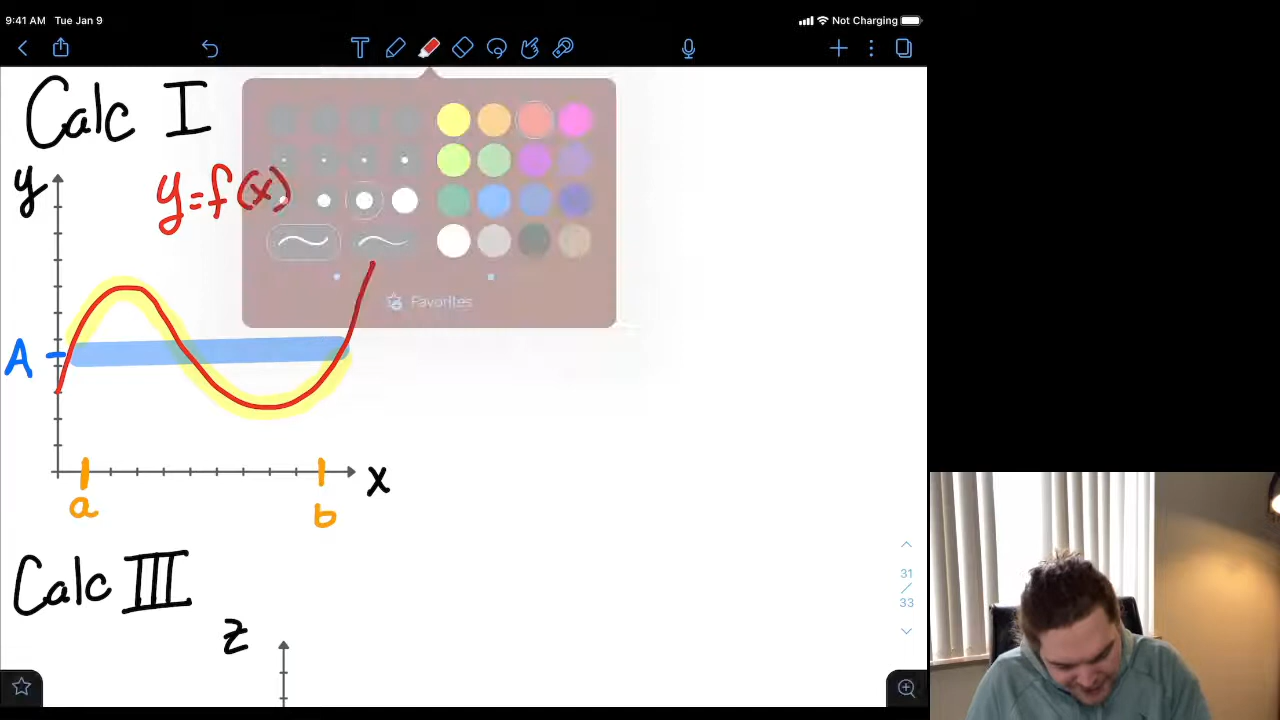 9:41 AM Tue Jan 9
Not Charging
Calc I
y
y=f(x)
Favorites
A
x
a
b
31
/
33
Calc III
z